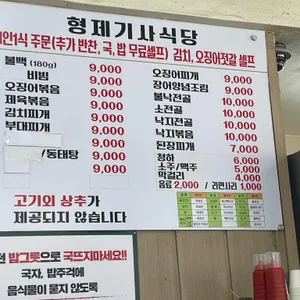 형제기사식당
1인1식 주문(추가 반찬, 국, 밥 무료셀프) 김치, 오징어젓갈 셀프
불백 (180g) 9,000
비빔 9,000
오징어볶음 9,000
제육볶음 9,000
김치찌개 9,000
부대찌개 9,000
9,000
/동태탕 9,000
9,000
오징어찌개 9,000
장어양념조림 9,000
불낙전골 10,000
소전골 10,000
낙지전골 10,000
낙지볶음 10,000
된장찌개 7,000
청하 6,000
소주/맥주 5,000
막걸리 4,000
음료 2,000 / 라면사리 1,000
고기외 상추가
제공되지 않습니다
밥그릇으로 국뜨지마세요!!
국자, 밥주걱에
음식물이 묻지 않도록